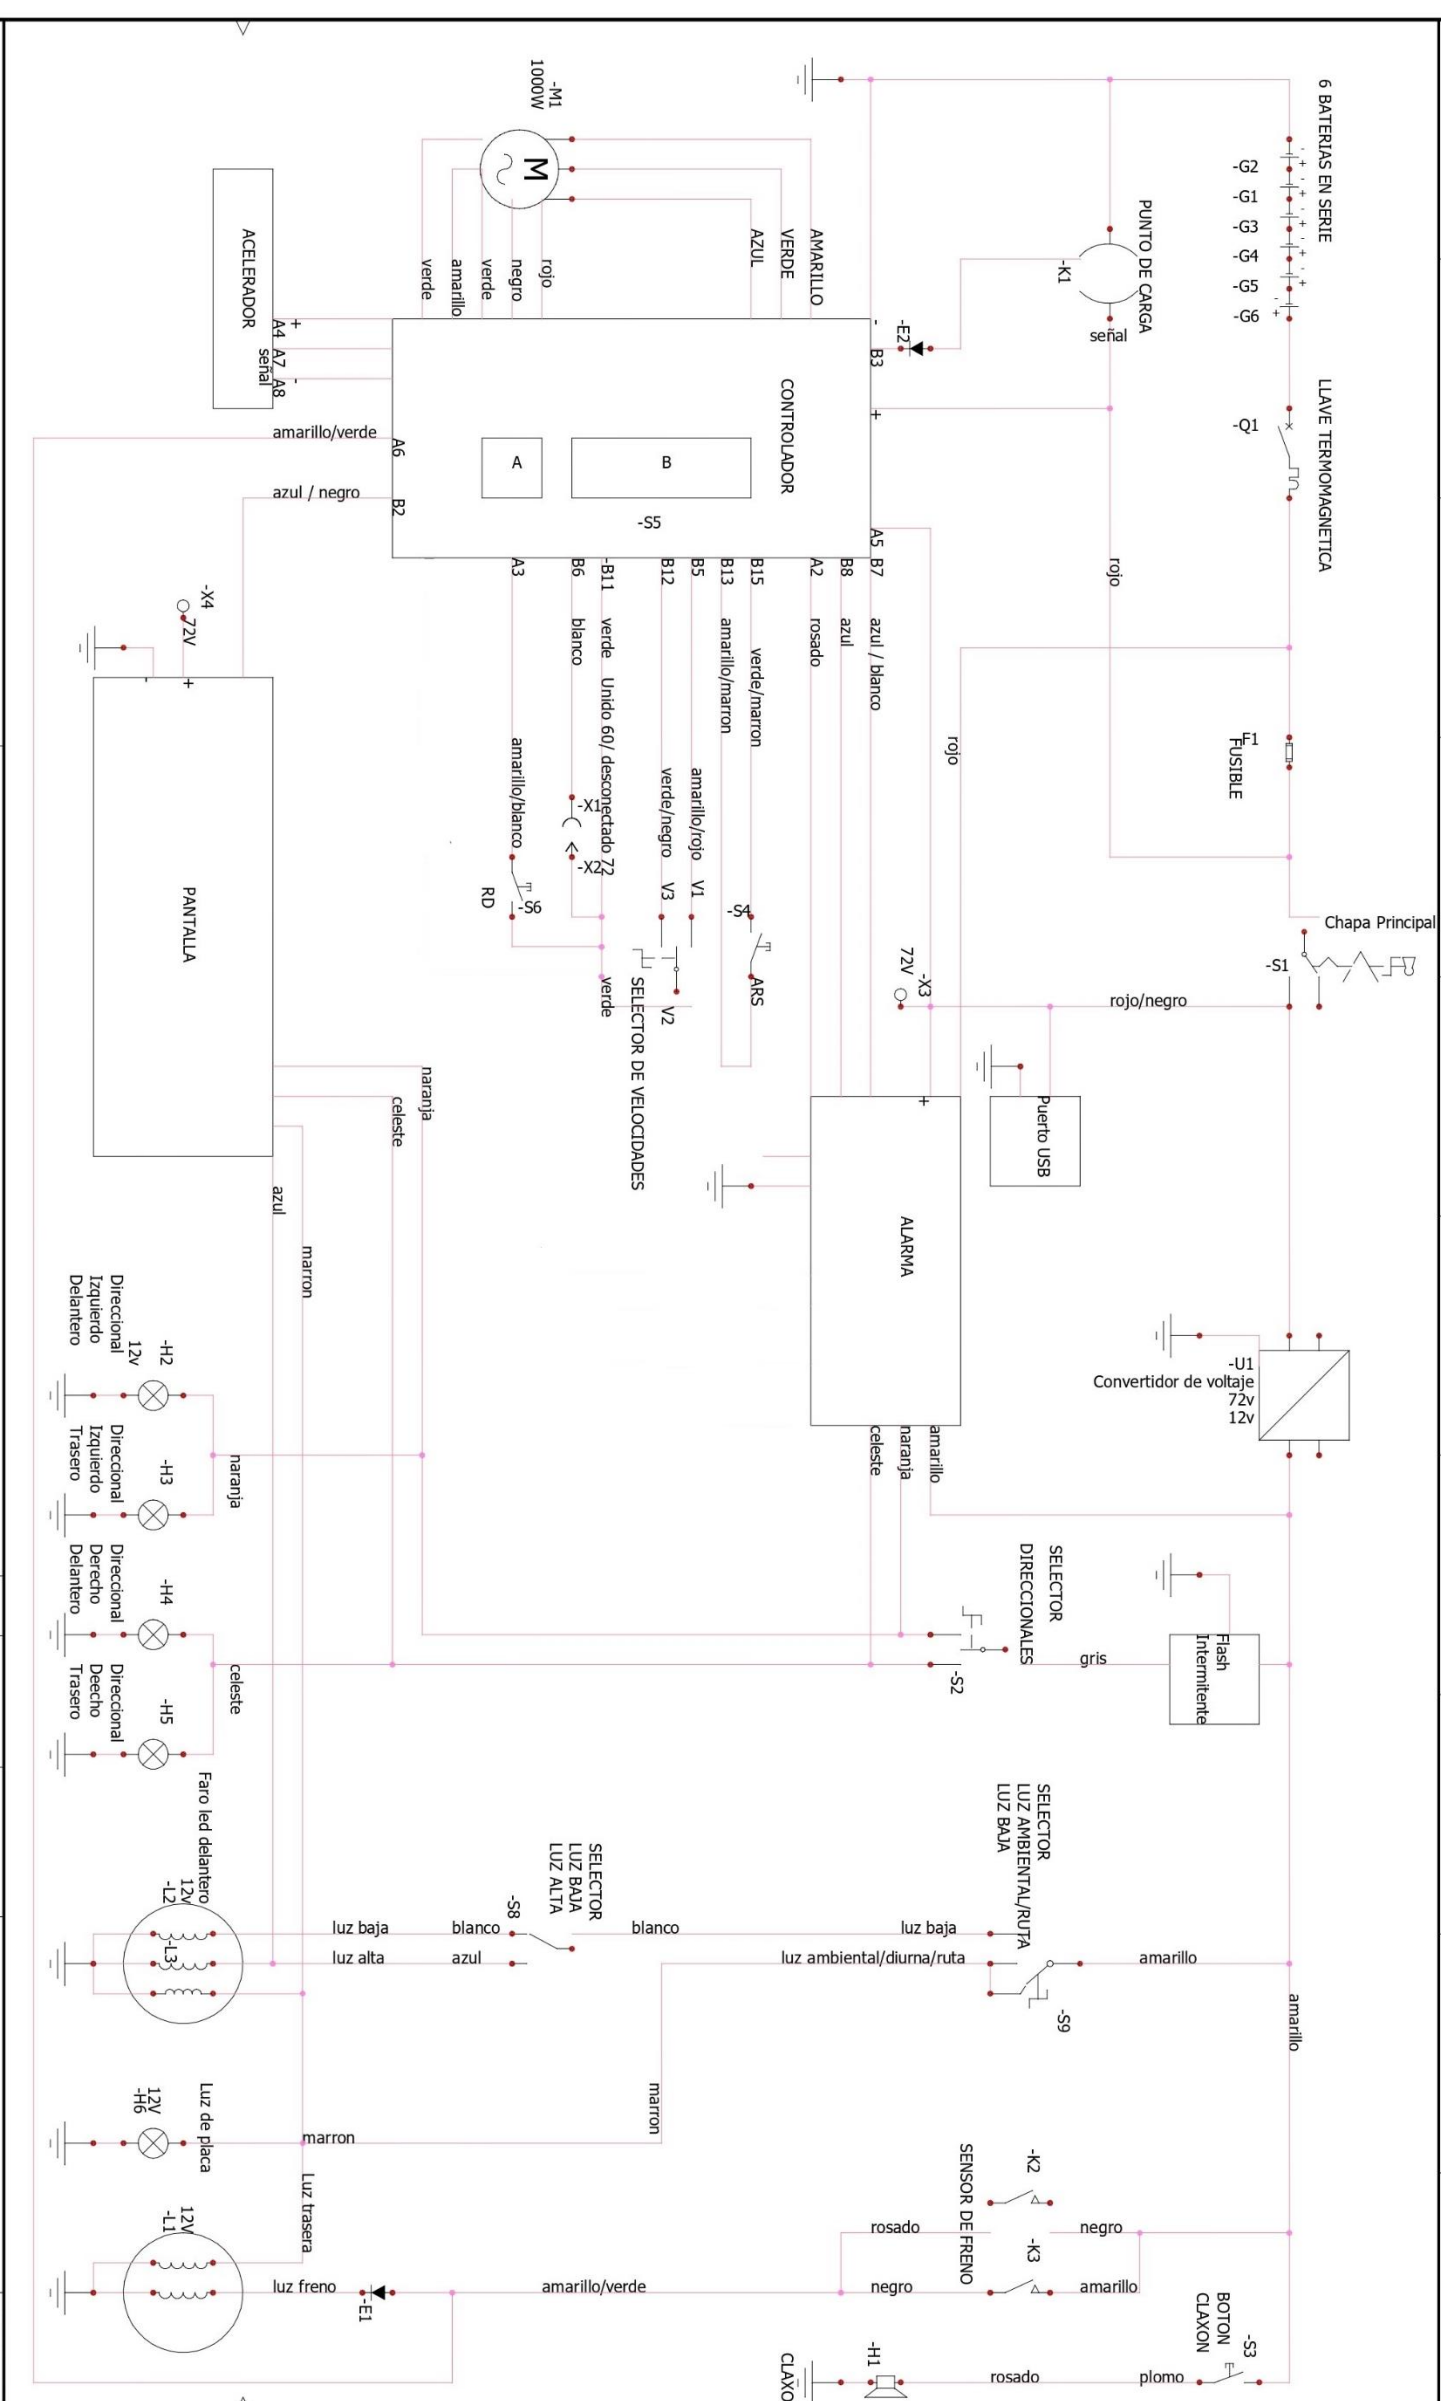 6 BATERIAS EN SERIE
-G2
-G1
-G3
-G4
-G5
-G6
- +
- +
- +
- +
- +
- +
-M1
1000W
M
PUNTO DE CARGA
-K1
señal
AMARILLO
VERDE
AZUL
rojo
negro
verde
amarillo
verde
ACELERADOR
+
A4
A7
señal
A8
-
-
B3
-E2
+
CONTROLADOR
A
B
-S5
LLAVE TERMOMAGNETICA
-Q1
amarillo/verde
A6
azul / negro
B2
A5
A3
B6
-B11
B12
B5
B13
B15
A2
B8
B7
rojo
-X4
72V
-
+
blanco
verde
Unido 60/ desconectado 72
amarillo/marron
verde/marron
rosado
azul
azul / blanco
rojo
F1
FUSIBLE
amarillo/blanco
-X1
-X2
verde/negro
amarillo/rojo
V3
V1
-S4
ARS
RD
-S6
PANTALLA
Chapa Principal
-S1
72V
-X3
rojo/negro
verde
V2
SELECTOR DE VELOCIDADES
naranja
celeste
+
Puerto USB
azul
marron
ALARMA
Direccional
Izquierdo
Delantero
12v
-H2
-U1
Convertidor de voltaje
72v
12v
Direccional
Izquierdo
Trasero
-H3
naranja
celeste
naranja
amarillo
Direccional
Derecho
Delantero
-H4
SELECTOR
DIRECCIONALES
-S2
gris
Flash
Intermitente
Direccional
Deecho
Trasero
-H5
celeste
Faro led delantero
12v
-L2
-L3
SELECTOR
LUZ BAJA
LUZ ALTA
-S8
SELECTOR
LUZ AMBIENTAL/RUTA
LUZ BAJA
luz baja
blanco
blanco
luz baja
luz alta
azul
luz ambiental/diurna/ruta
amarillo
-S9
amarillo
Luz de placa
12V
-H6
marron
marron
Luz trasera
12V
-L1
SENSOR DE FRENO
-K2
-K3
rosado
negro
luz freno
-E1
amarillo/verde
negro
amarillo
BOTON
CLAXON
-S3
-H1
CLAXO
rosado
plomo